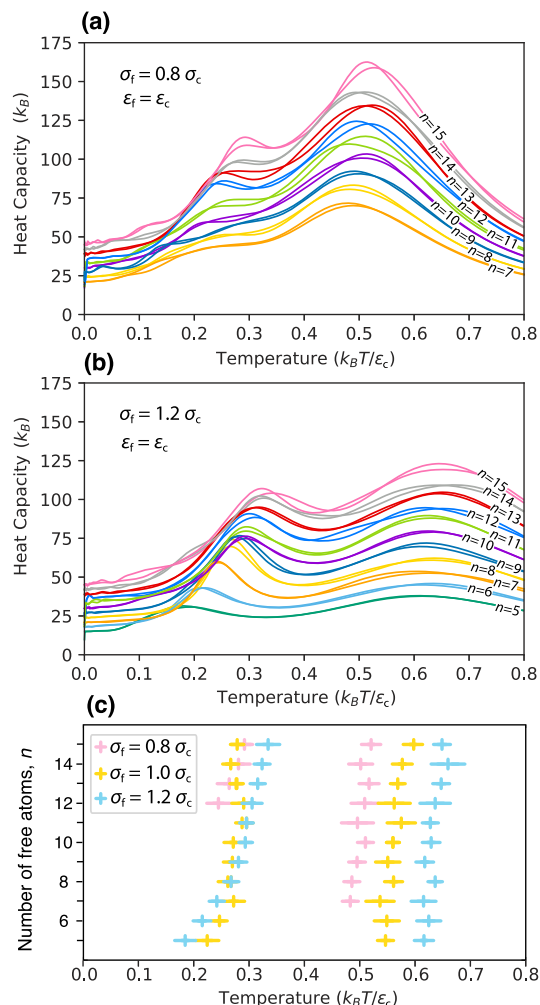 (a)
175
150
125
100
75
50
25
0
Heat Capacity (k_B)
σ_f = 0.8 σ_c
ε_f = ε_c
n=15
n=14
n=13
n=12
n=11
n=10
n=9
n=8
n=7
0.0 0.1 0.2 0.3 0.4 0.5 0.6 0.7 0.8
Temperature (k_BT/ε_c)
(b)
175
150
125
100
75
50
25
0
Heat Capacity (k_B)
σ_f = 1.2 σ_c
ε_f = ε_c
n=15
n=14
n=13
n=12
n=11
n=10
n=9
n=8
n=7
n=6
n=5
0.0 0.1 0.2 0.3 0.4 0.5 0.6 0.7 0.8
Temperature (k_BT/ε_c)
(c)
σ_f = 0.8 σ_c
σ_f = 1.0 σ_c
σ_f = 1.2 σ_c
14
12
10
8
6
Number of free atoms, n
0.0 0.1 0.2 0.3 0.4 0.5 0.6 0.7 0.8
Temperature (k_BT/ε_c)